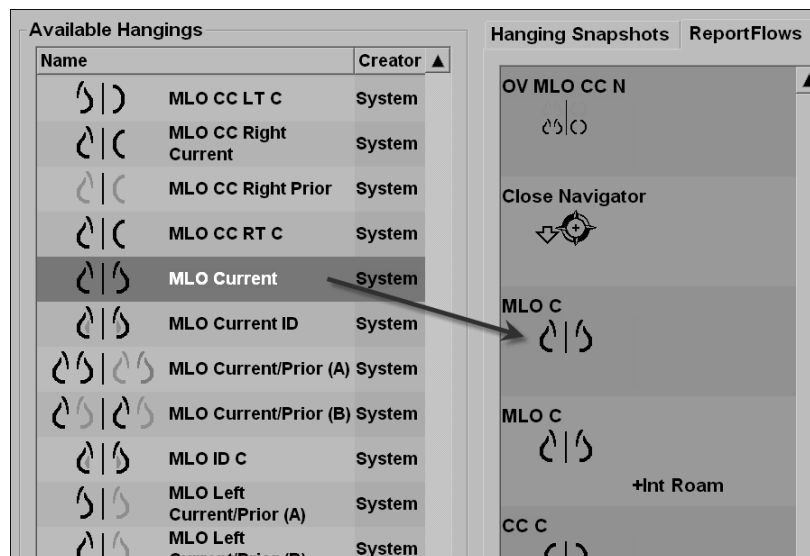 Available Hangings
Hanging Snapshots
ReportFlows
Name
Creator
MLO CC LT C
System
MLO CC Right
Current
System
MLO CC Right Prior
System
MLO CC RT C
System
MLO Current
System
MLO Current ID
System
MLO Current/Prior (A)
System
MLO Current/Prior (B)
System
MLO ID C
System
MLO Left
Current/Prior (A)
System
MLO Left
Current/Prior (B)
System
OV MLO CC N
Close Navigator
MLO C
MLO C
+Int Roam
CC C